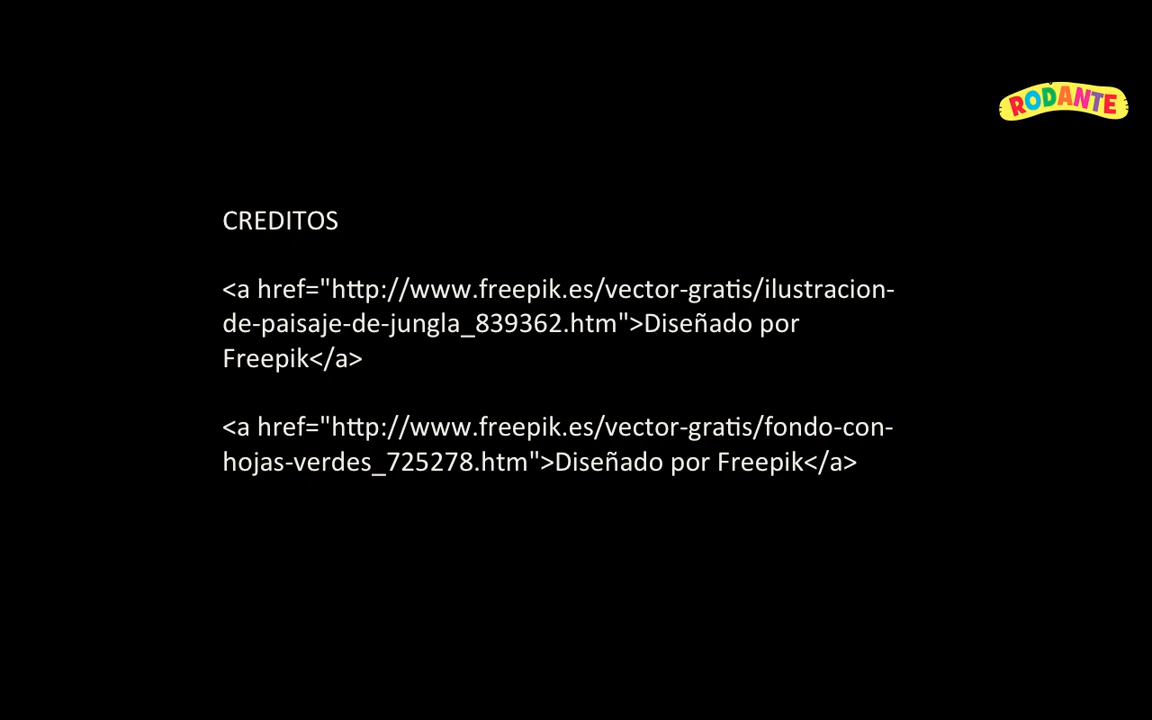 RODANTE
CREDITOS
<a href="http://www.freepik.es/vector-gratis/ilustracion-
de-paisaje-de-jungla_839362.htm">Diseñado por
Freepik</a>
<a href="http://www.freepik.es/vector-gratis/fondo-con-
hojas-verdes_725278.htm">Diseñado por Freepik</a>